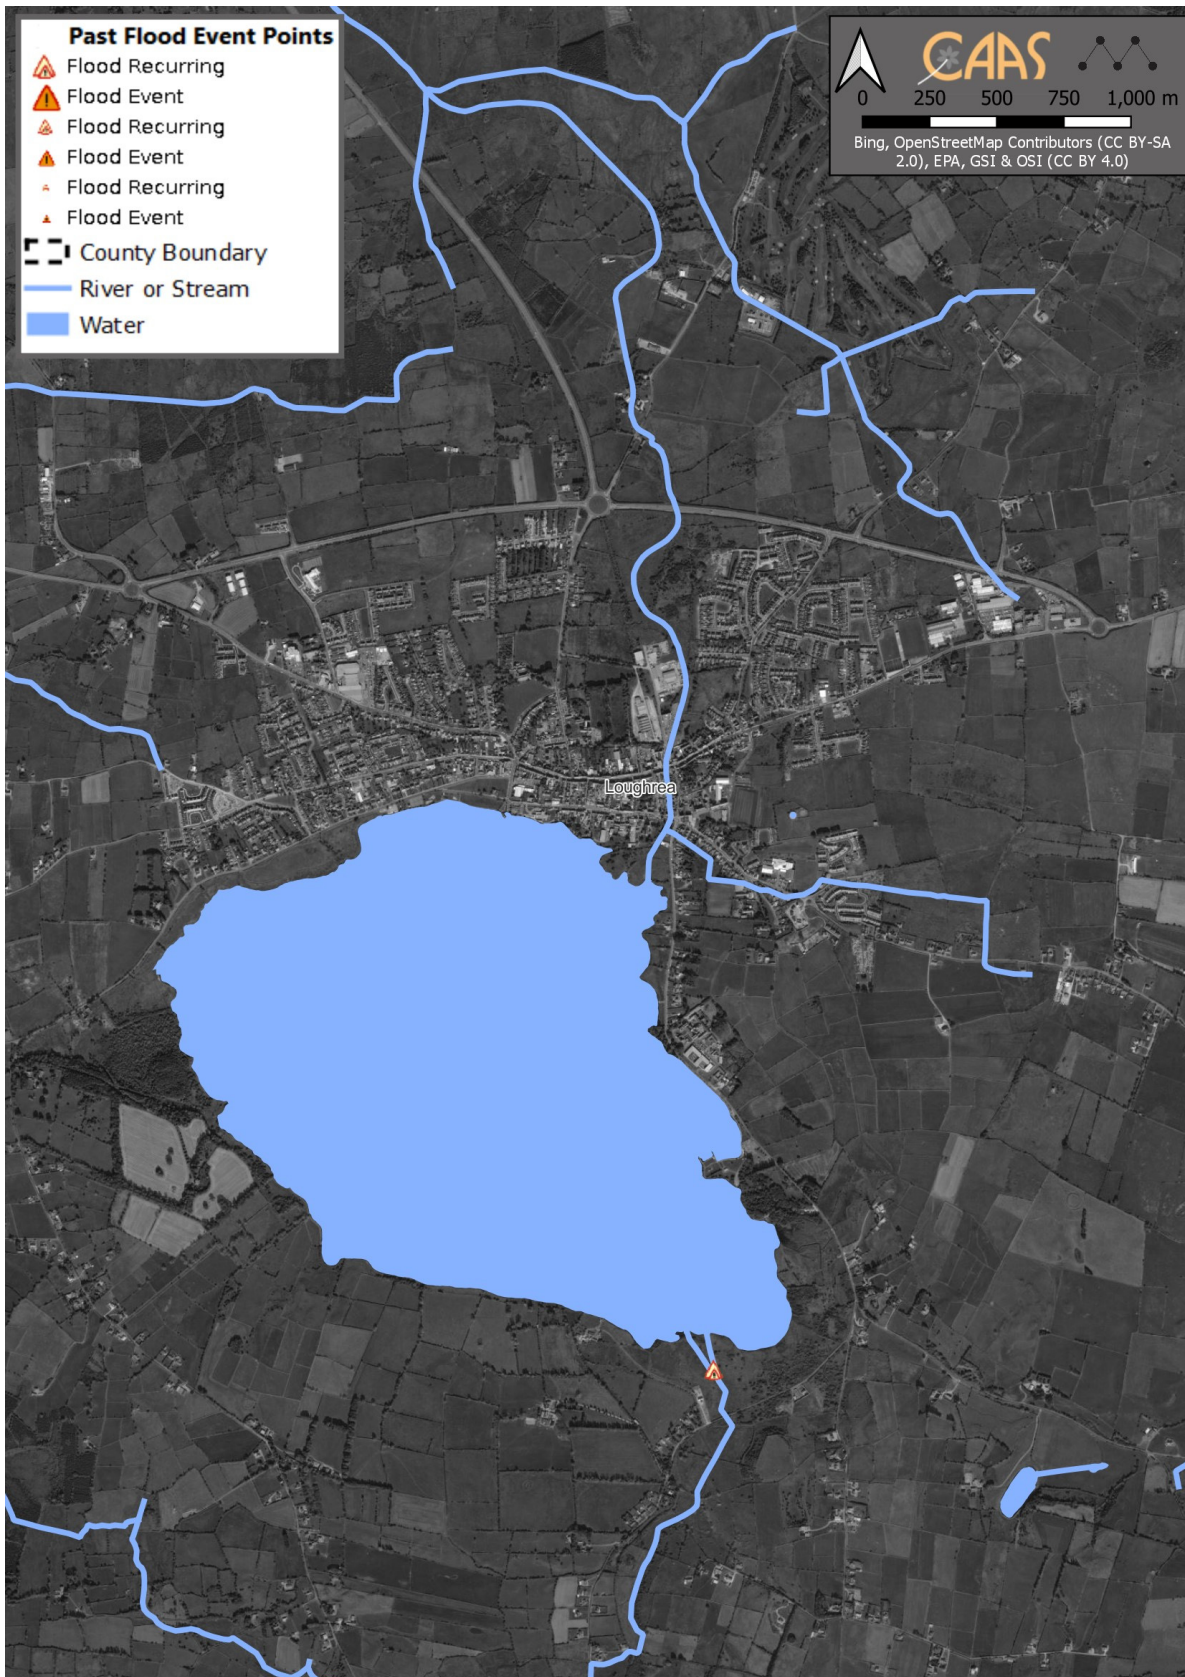 Past Flood Event Points
Flood Recurring
Flood Event
Flood Recurring
Flood Event
Flood Recurring
Flood Event
County Boundary
River or Stream
Water
CAAS
0 250 500 750 1,000 m
Bing, OpenStreetMap Contributors (CC BY-SA
2.0), EPA, GSI & OSI (CC BY 4.0)
Loughrea